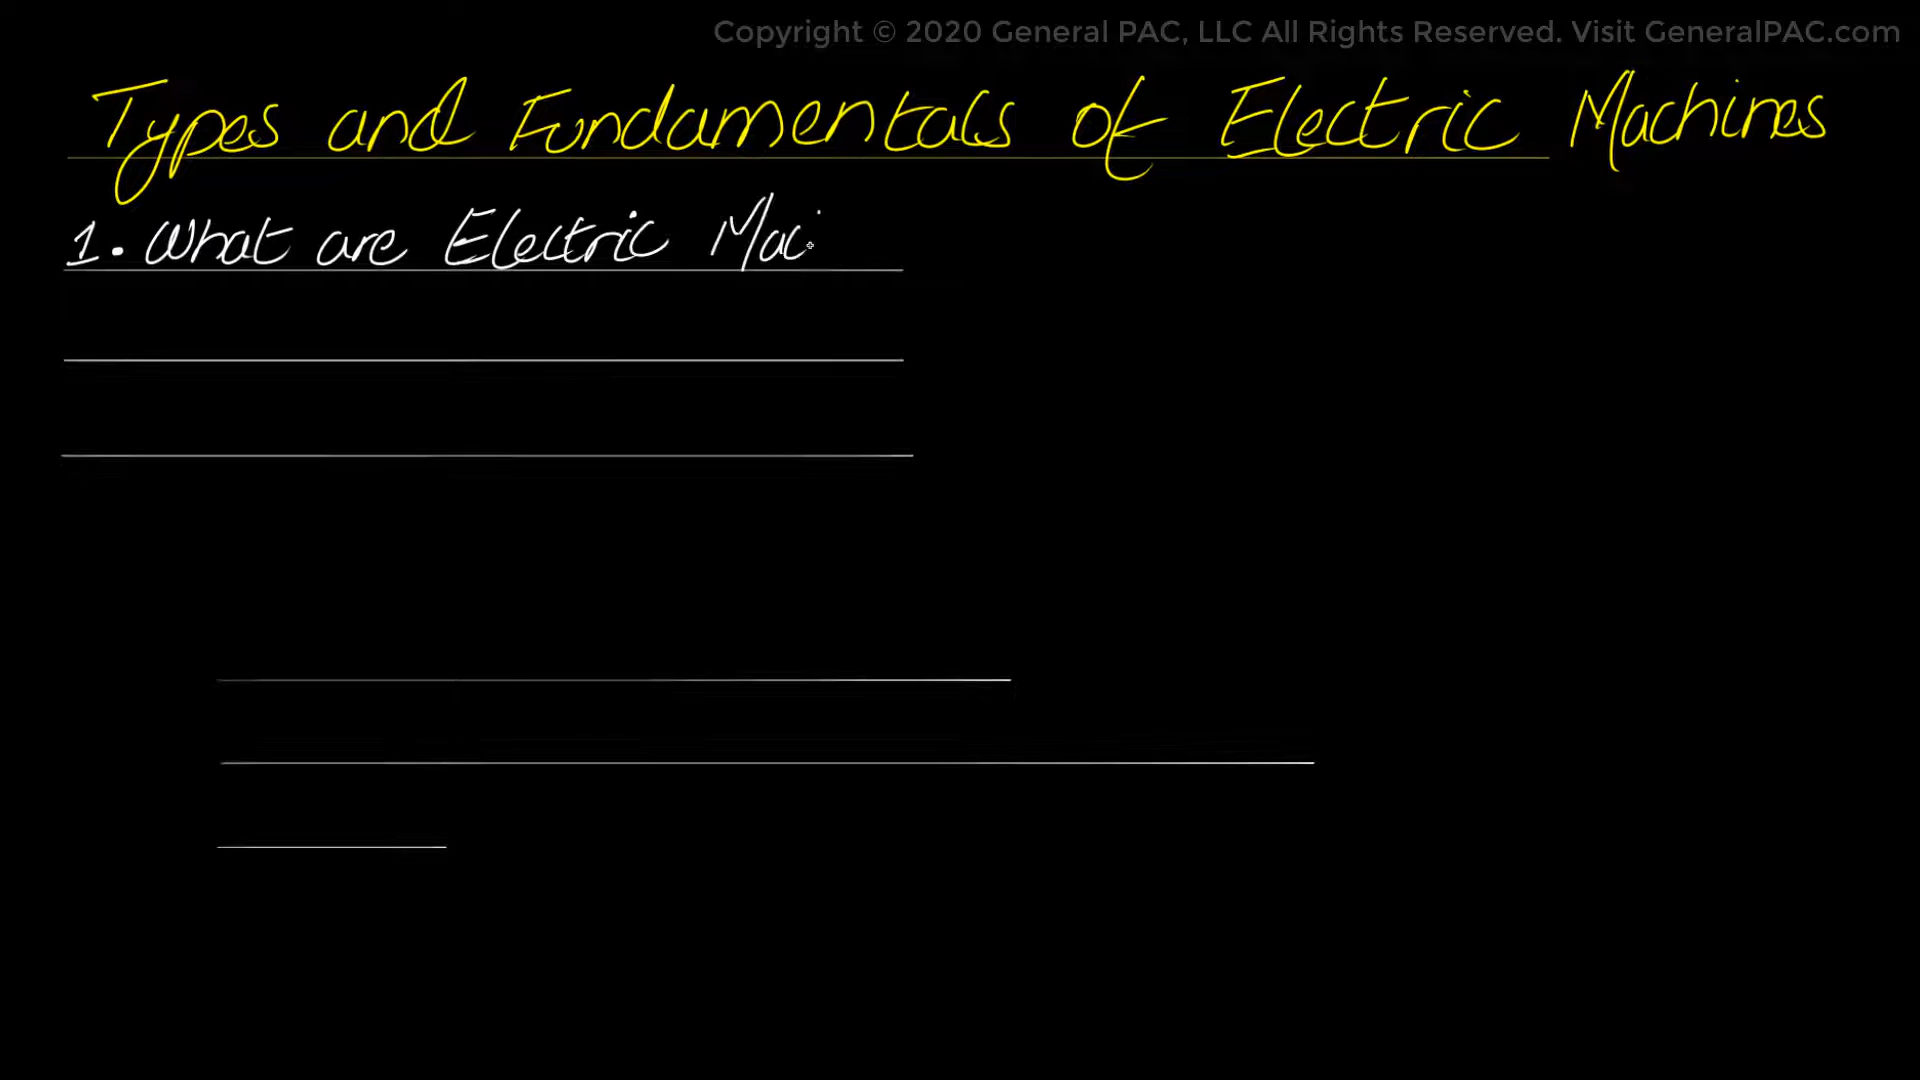 Copyright © 2020 General PAC, LLC All Rights Reserved. Visit GeneralPAC.com
Types and Fundamentals of Electric Machines
1. What are Electric Mac